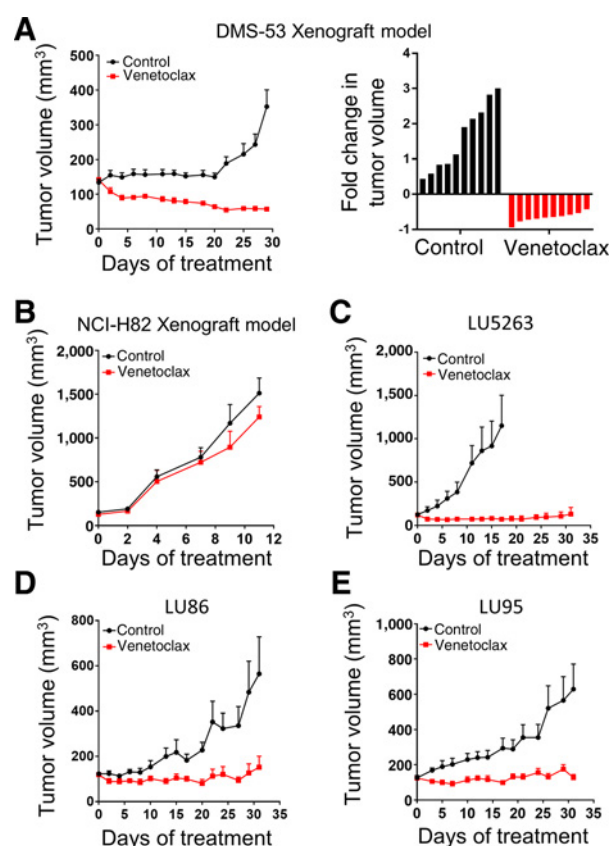 A
DMS-53 Xenograft model
Tumor volume (mm³)
500
400
300
200
100
0
Control
Venetoclax
0 5 10 15 20 25 30
Days of treatment
Fold change in
tumor volume
4
3
2
1
0
-1
Control Venetoclax
B
NCI-H82 Xenograft model
Tumor volume (mm³)
2,000
1,500
1,000
500
0
Control
Venetoclax
0 2 4 6 8 10 12
Days of treatment
C
LU5263
Tumor volume (mm³)
2,000
1,500
1,000
500
0
Control
Venetoclax
0 5 10 15 20 25 30 35
Days of treatment
D
LU86
Tumor volume (mm³)
800
600
400
200
0
Control
Venetoclax
0 5 10 15 20 25 30 35
Days of treatment
E
LU95
Tumor volume (mm³)
1,000
800
600
400
200
0
Control
Venetoclax
0 5 10 15 20 25 30 35
Days of treatment